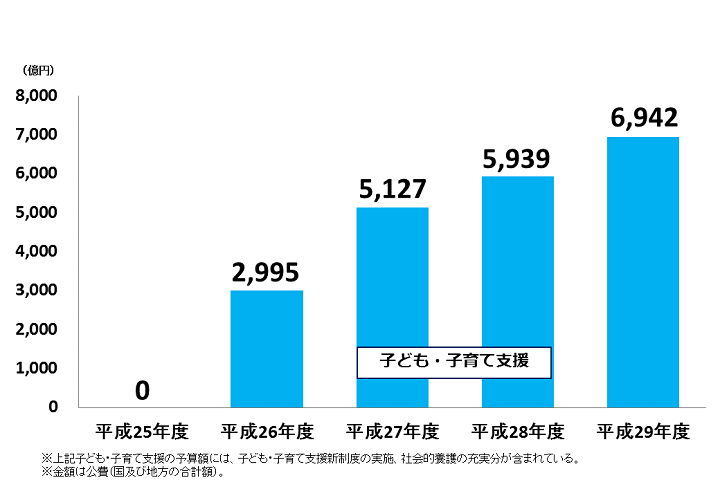 （億円）
8,000
7,000
6,000
5,000
4,000
3,000
2,000
1,000
0
0
2,995
5,127
5,939
6,942
子ども・子育て支援
平成25年度 平成26年度 平成27年度 平成28年度 平成29年度
※上記子ども・子育て支援の予算額には、子ども・子育て支援新制度の実施、社会的養護の充実分が含まれている。
※金額は公費（国及び地方の合計額）。